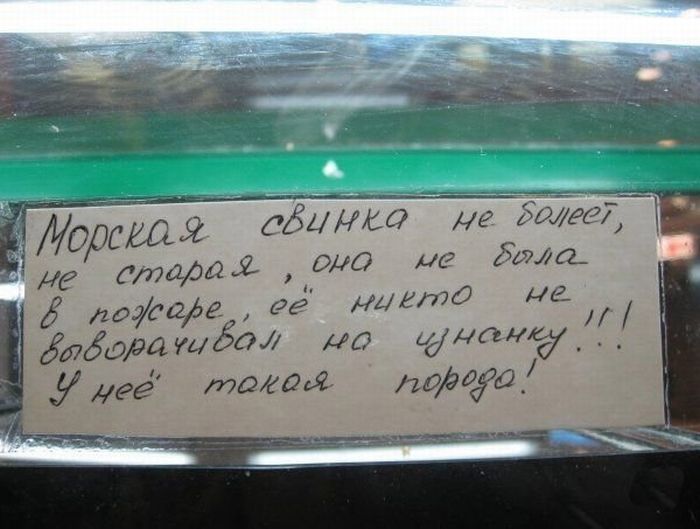 Морская свинка не болеет,
не старая, она не была
в пожаре, её никто не
выворачивал на изнанку!!!
У неё такая порода!